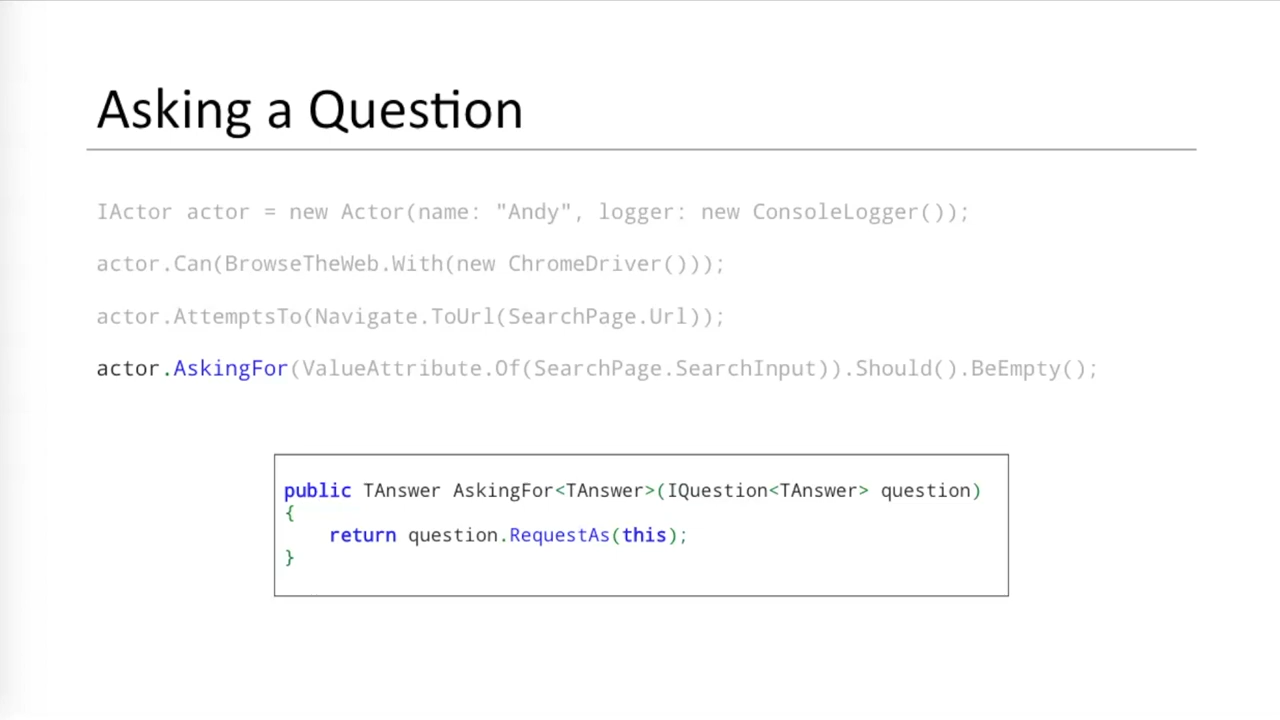 Asking a Question
IActor actor = new Actor(name: "Andy", logger: new ConsoleLogger());
actor.Can(BrowseTheWeb.With(new ChromeDriver()));
actor.AttemptsTo(Navigate.ToUrl(SearchPage.Url));
actor.AskingFor(ValueAttribute.Of(SearchPage.SearchInput)).Should().BeEmpty();
public TAnswer AskingFor<TAnswer>(IQuestion<TAnswer> question)
{
    return question.RequestAs(this);
}